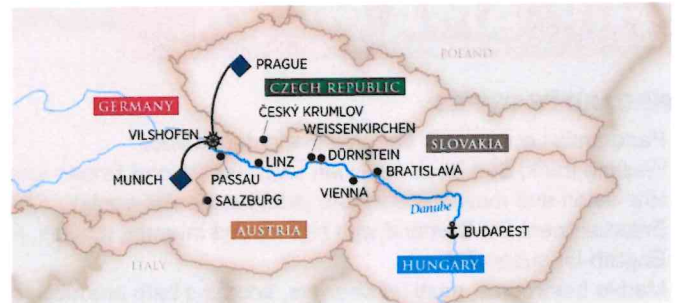 POLAND
PRAGUE
CZECH REPUBLIC
GERMANY
ČESKÝ KRUMLOV
VILSHOFEN
WEISSENKIRCHEN
SLOVAKIA
DÜRNSTEIN
LINZ
BRATISLAVA
MUNICH
PASSAU
VIENNA
SALZBURG
Danube
AUSTRIA
BUDAPEST
ITALY
HUNGARY